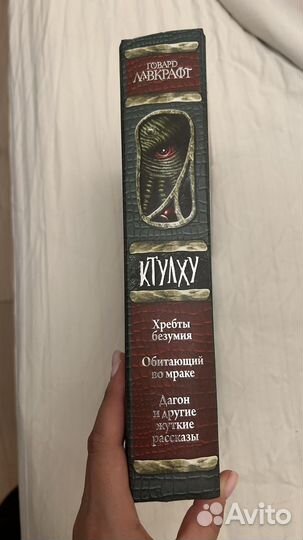 ГОВАРД
ЛАВКРАФТ
КТУЛХУ
Хребты
безумия
Обитающий
во мраке
Дагон
и другие
жуткие
рассказы
Avito